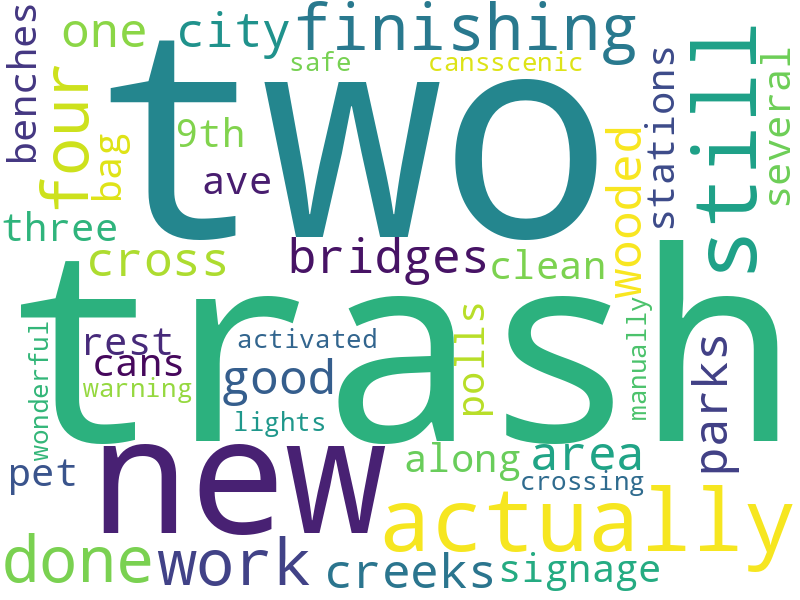 benches
one
city
finishing
safe
cansscenic
two
still
several
stations
four
bag
9th
ave
wooded
three
cross
bridges
clean
trash
rest
cans
warning
activated
good
lights
polls
manually
parks
wonderful
new
pet
along
area
crossing
actually
done
work
creeks
signage